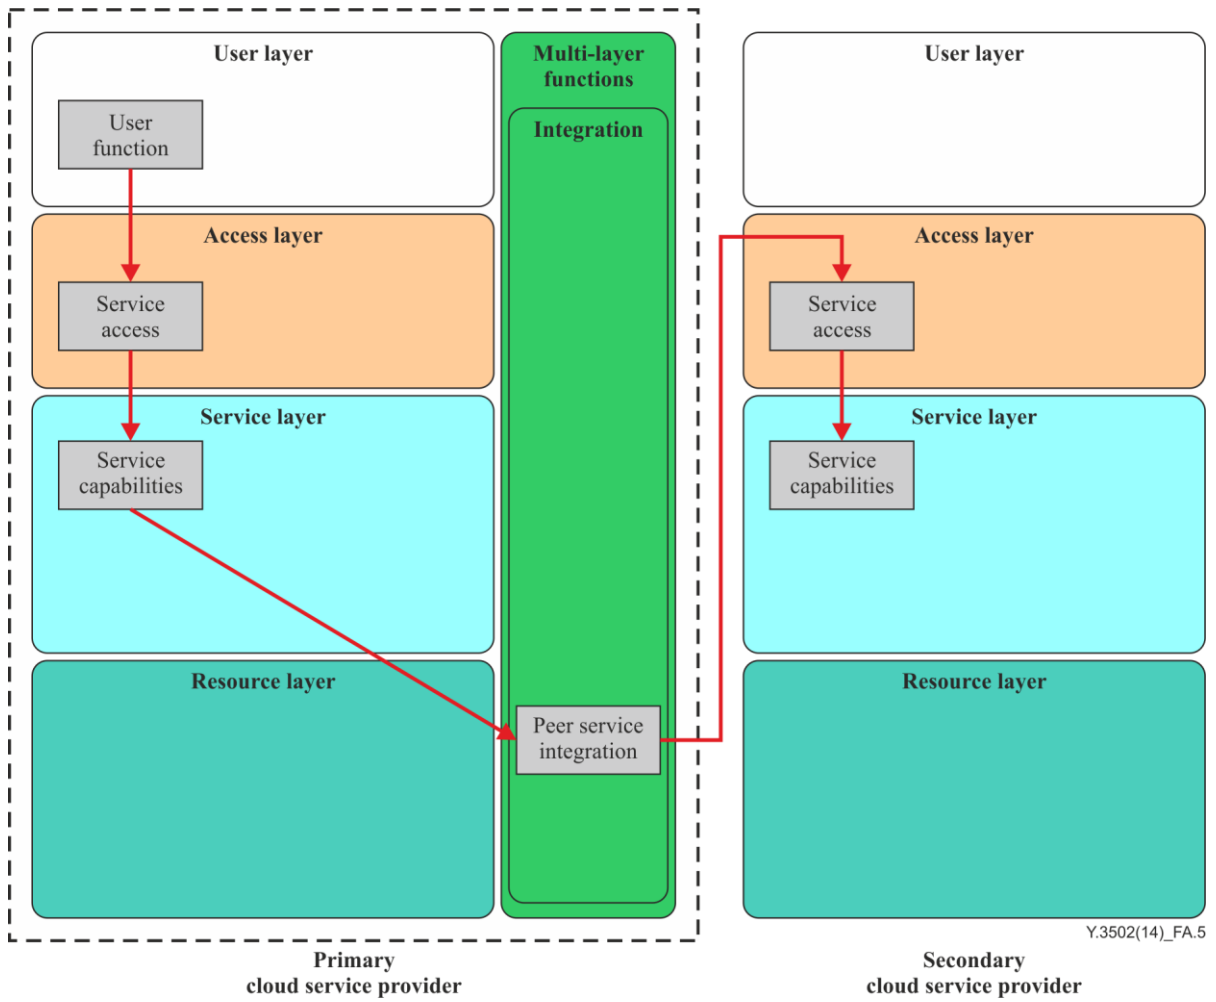 User layer
User
function
Access layer
Service
access
Service layer
Service
capabilities
Resource layer
Multi-layer
functions
Integration
Peer service
integration
Primary
cloud service provider
User layer
Access layer
Service
access
Service layer
Service
capabilities
Resource layer
Y.3502(14)_FA.5
Secondary
cloud service provider